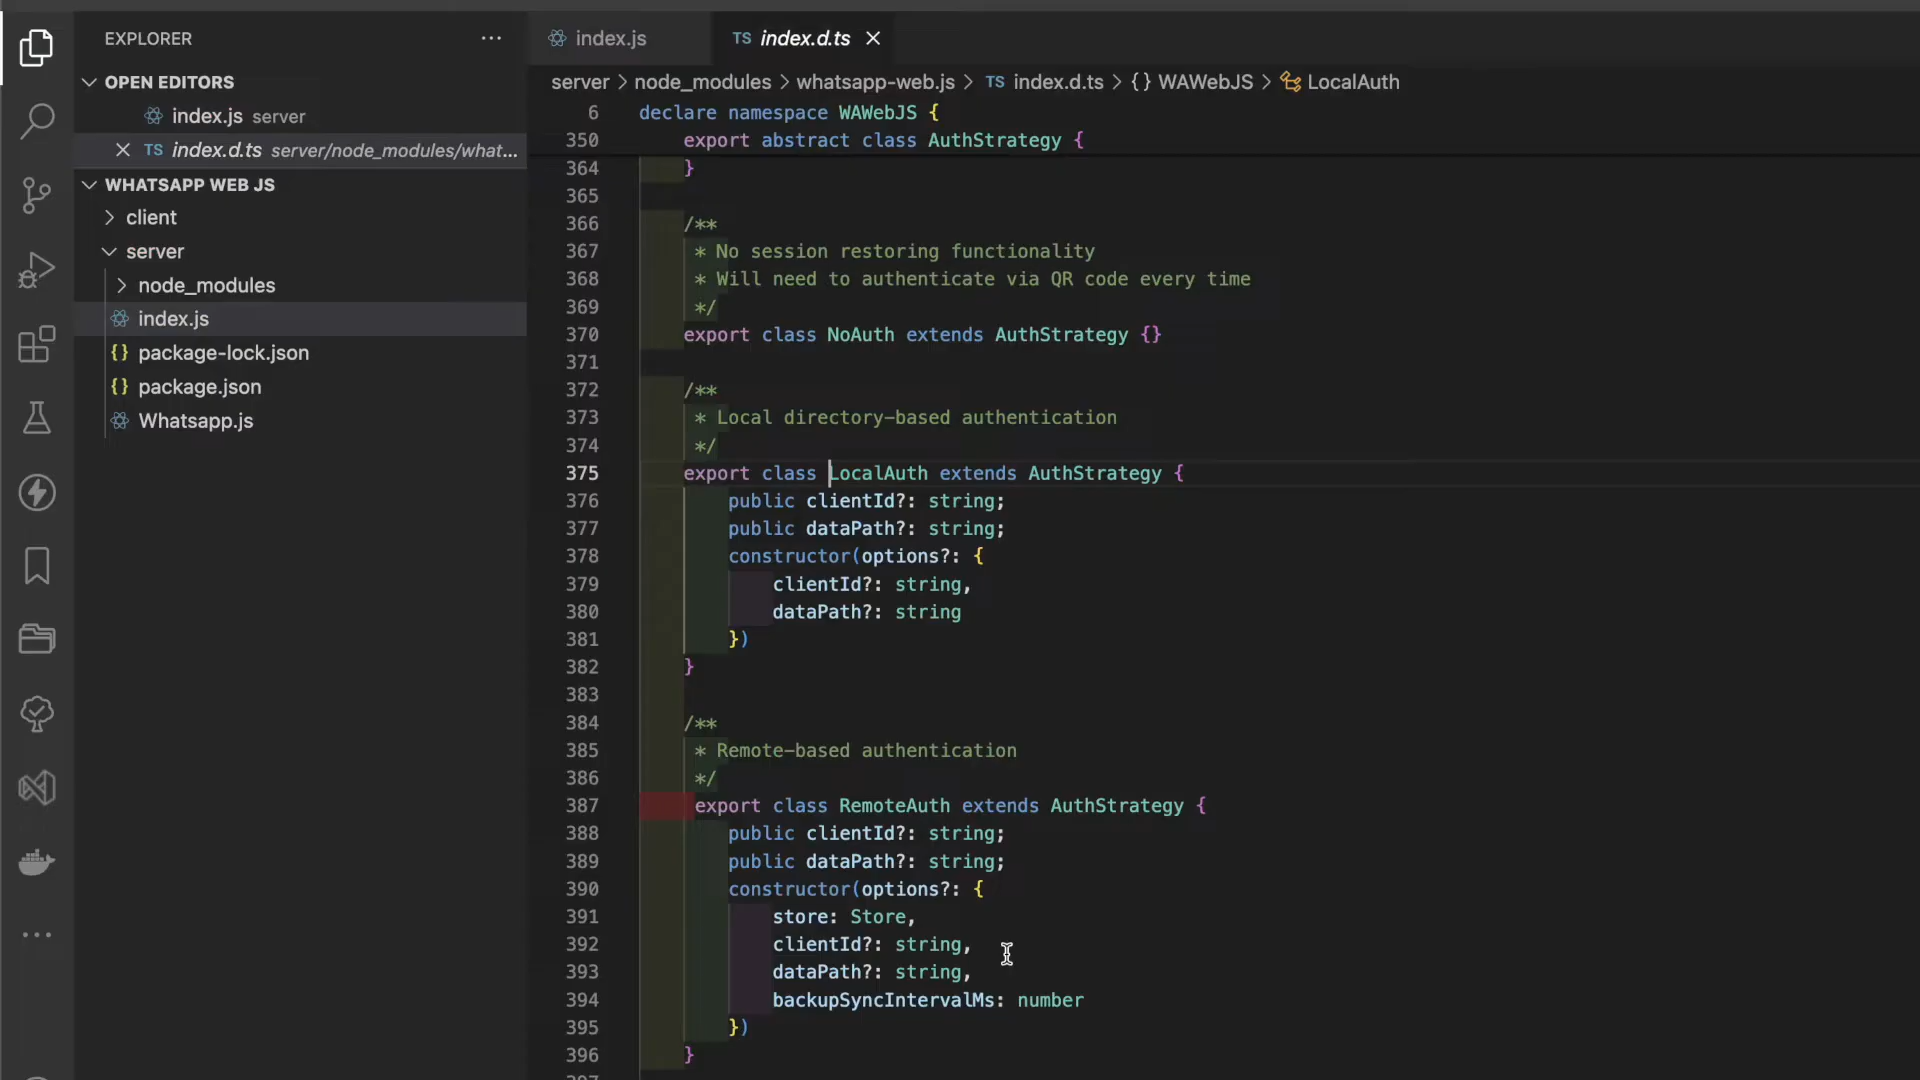 EXPLORER
OPEN EDITORS
index.js server
TS index.d.ts server/node_modules/what...
WHATSAPP WEB JS
client
server
node_modules
index.js
{} package-lock.json
{} package.json
Whatsapp.js
index.js
TS index.d.ts
server > node_modules > whatsapp-web.js > TS index.d.ts > {} WAWebJS > LocalAuth
6 declare namespace WAWebJS {
350 export abstract class AuthStrategy {
364 }
365
366 /**
367 * No session restoring functionality
368 * Will need to authenticate via QR code every time
369 */
370 export class NoAuth extends AuthStrategy {}
371
372 /**
373 * Local directory-based authentication
374 */
375 export class LocalAuth extends AuthStrategy {
376 public clientId?: string;
377 public dataPath?: string;
378 constructor(options?: {
379 clientId?: string,
380 dataPath?: string
381 })
382 }
383
384 /**
385 * Remote-based authentication
386 */
387 export class RemoteAuth extends AuthStrategy {
388 public clientId?: string;
389 public dataPath?: string;
390 constructor(options?: {
391 store: Store,
392 clientId?: string,
393 dataPath?: string,
394 backupSyncIntervalMs: number
395 })
396 }